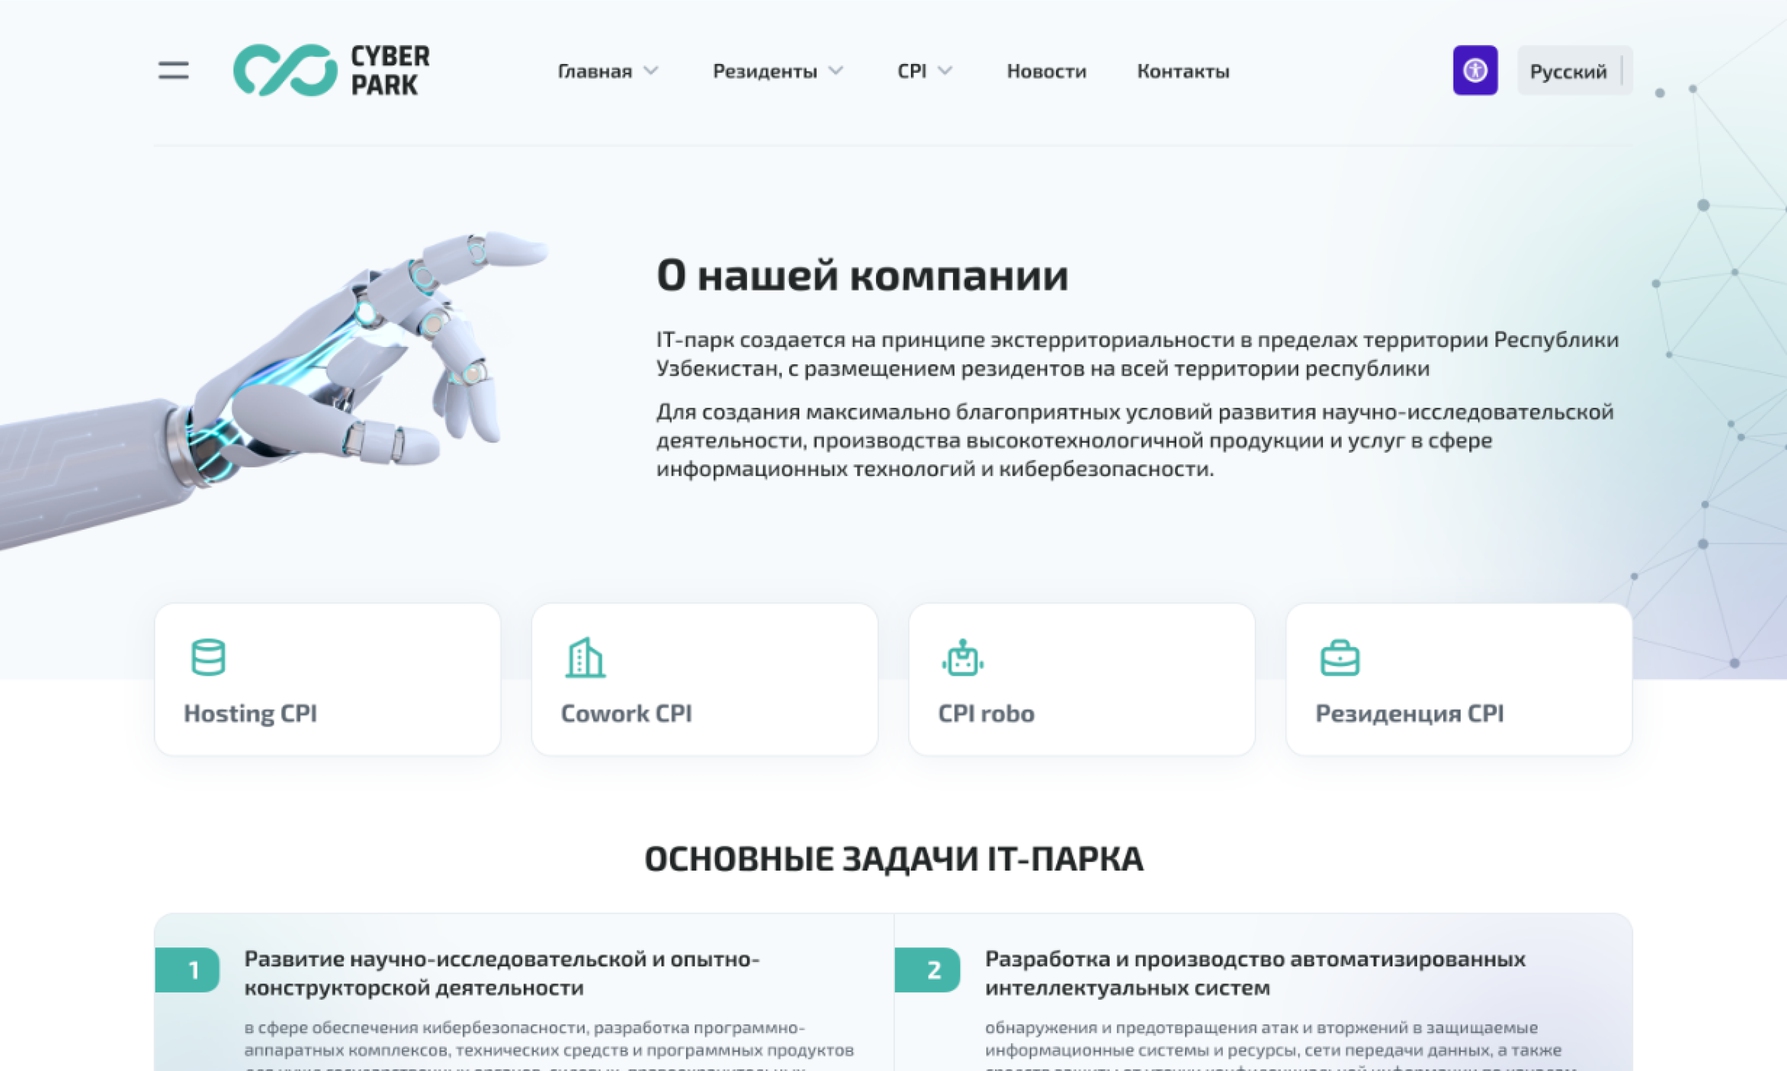 CYBER
PARK
Главная
Резиденты
CPI
Новости
Контакты
Русский
О нашей компании
IT-парк создается на принципе экстерриториальности в пределах территории Республики
Узбекистан, с размещением резидентов на всей территории республики
Для создания максимально благоприятных условий развития научно-исследовательской
деятельности, производства высокотехнологичной продукции и услуг в сфере
информационных технологий и кибербезопасности.
Hosting CPI
Cowork CPI
CPI robo
Резиденция CPI
ОСНОВНЫЕ ЗАДАЧИ IT-ПАРКА
1
Развитие научно-исследовательской и опытно-
конструкторской деятельности
в сфере обеспечения кибербезопасности, разработка программно-
аппаратных комплексов, технических средств и программных продуктов
2
Разработка и производство автоматизированных
интеллектуальных систем
обнаружения и предотвращения атак и вторжений в защищаемые
информационные системы и ресурсы, сети передачи данных, а также